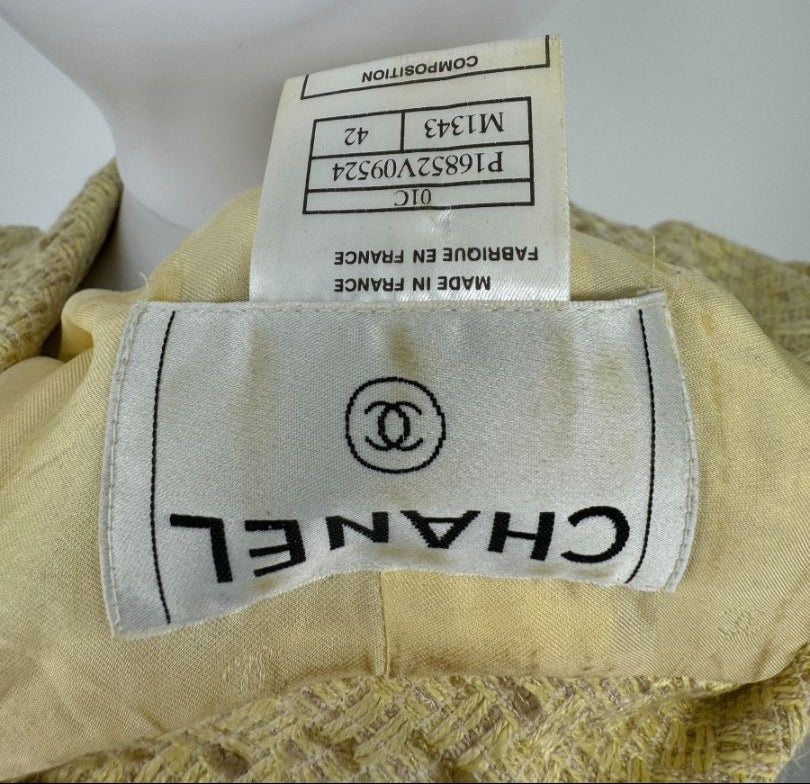 CHANEL
MADE IN FRANCE
FABRIQUE EN FRANCE
01C
P16852V09524
M1343 42
COMPOSITION